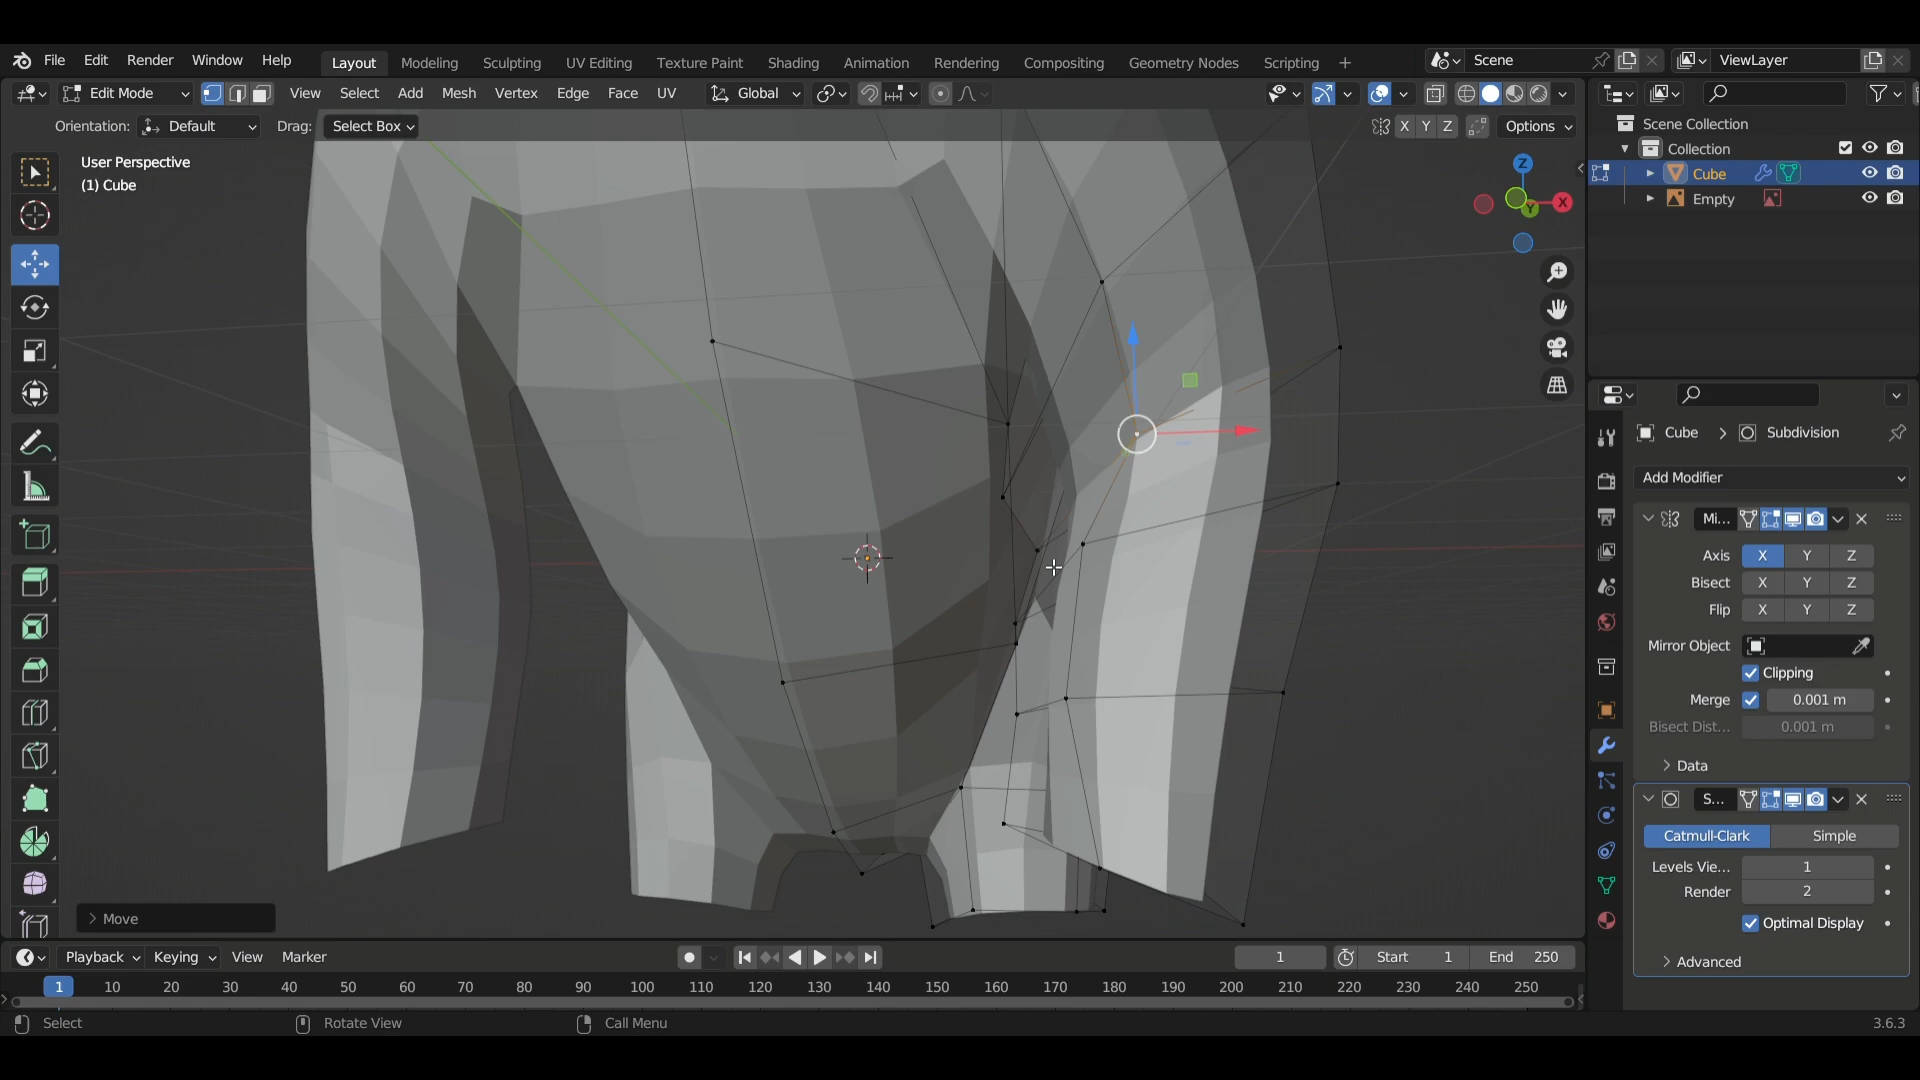 File Edit Render Window Help Layout Modeling Sculpting UV Editing Texture Paint Shading Animation Rendering Compositing Geometry Nodes Scripting + Scene ViewLayer
Edit Mode View Select Add Mesh Vertex Edge Face UV Global
Orientation: Default Drag: Select Box X Y Z Options
User Perspective
(1) Cube
Z
X
Y
Scene Collection
Collection
Cube
Empty
Cube > Subdivision
Add Modifier
Mi...
Axis X Y Z
Bisect X Y Z
Flip X Y Z
Mirror Object
Clipping
Merge 0.001 m
Bisect Dist... 0.001 m
> Data
S...
Catmull-Clark Simple
Levels Vie... 1
Render 2
Optimal Display
> Advanced
> Move
Playback Keying View Marker 1 Start 1 End 250
1 10 20 30 40 50 60 70 80 90 100 110 120 130 140 150 160 170 180 190 200 210 220 230 240 250
Select Rotate View Call Menu 3.6.3